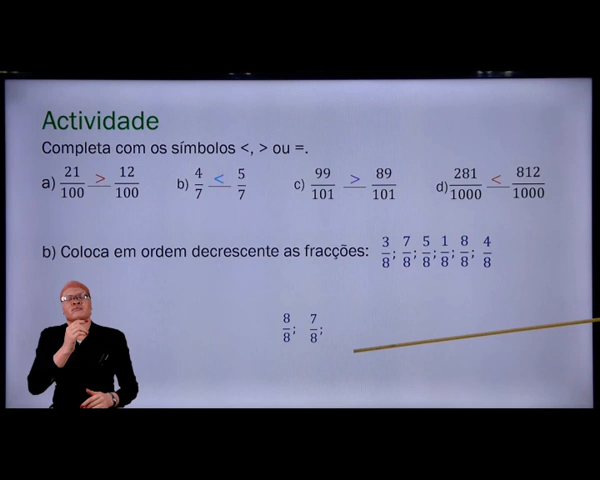 Actividade
Completa com os símbolos <, > ou =.
a) 21/100 > 12/100 b) 4/7 < 5/7 c) 99/101 > 89/101 d) 281/1000 < 812/1000
b) Coloca em ordem decrescente as fracções: 3/8; 7/8; 5/8; 1/8; 8/8; 4/8
8/8; 7/8;